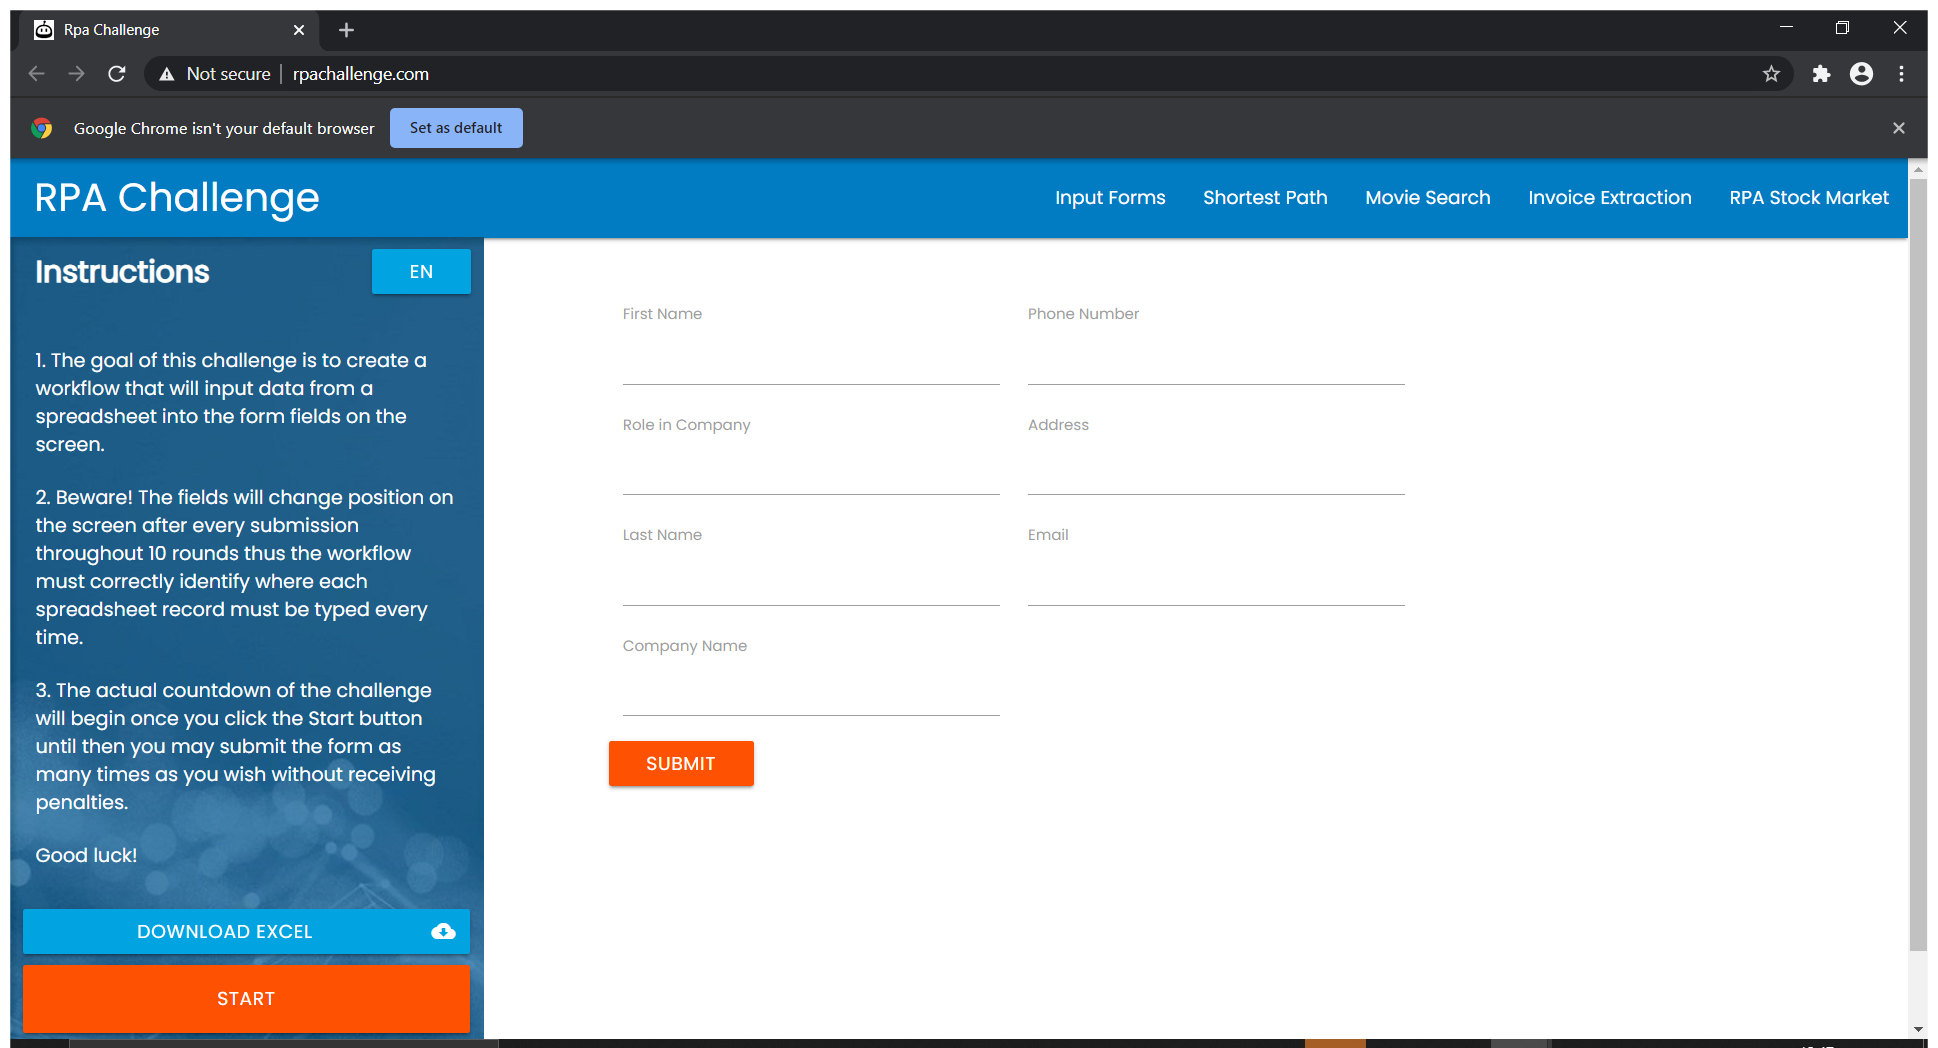 Rpa Challenge
Not secure | rpachallenge.com
Google Chrome isn't your default browser
Set as default
RPA Challenge
Input Forms
Shortest Path
Movie Search
Invoice Extraction
RPA Stock Market
Instructions
EN
1. The goal of this challenge is to create a
workflow that will input data from a
spreadsheet into the form fields on the
screen.
2. Beware! The fields will change position on
the screen after every submission
throughout 10 rounds thus the workflow
must correctly identify where each
spreadsheet record must be typed every
time.
3. The actual countdown of the challenge
will begin once you click the Start button
until then you may submit the form as
many times as you wish without receiving
penalties.
Good luck!
DOWNLOAD EXCEL
START
First Name
Phone Number
Role in Company
Address
Last Name
Email
Company Name
SUBMIT